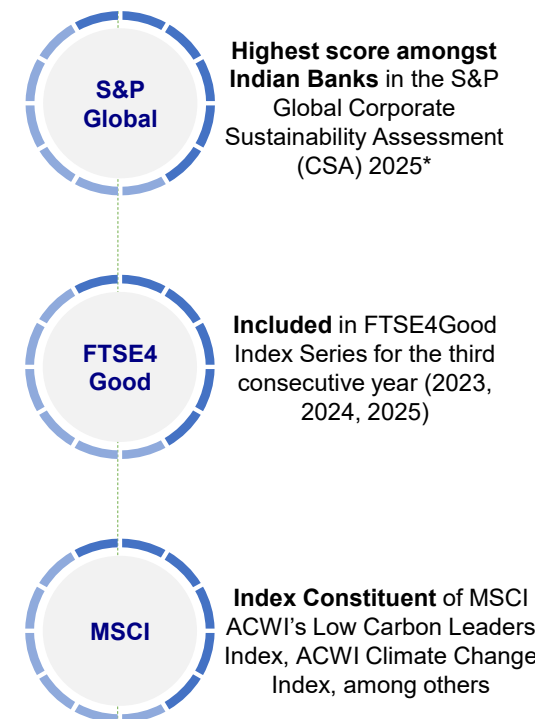 S&P
Global
Highest score amongst
Indian Banks in the S&P
Global Corporate
Sustainability Assessment
(CSA) 2025*
FTSE4
Good
Included in FTSE4Good
Index Series for the third
consecutive year (2023,
2024, 2025)
MSCI
Index Constituent of MSCI
ACWI's Low Carbon Leaders
Index, ACWI Climate Change
Index, among others